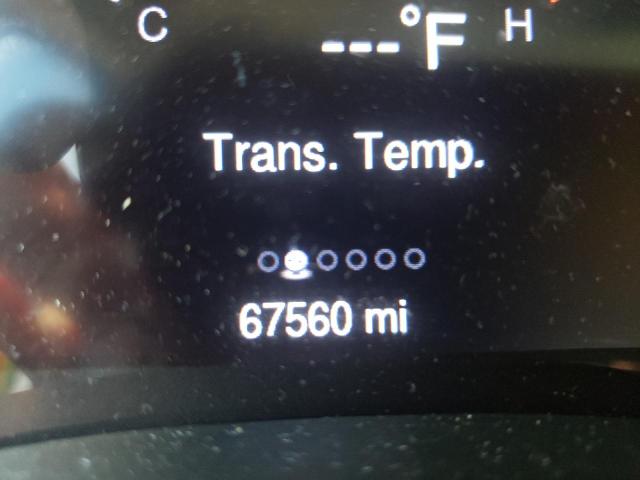 C ---°F H
Trans. Temp.
67560 mi